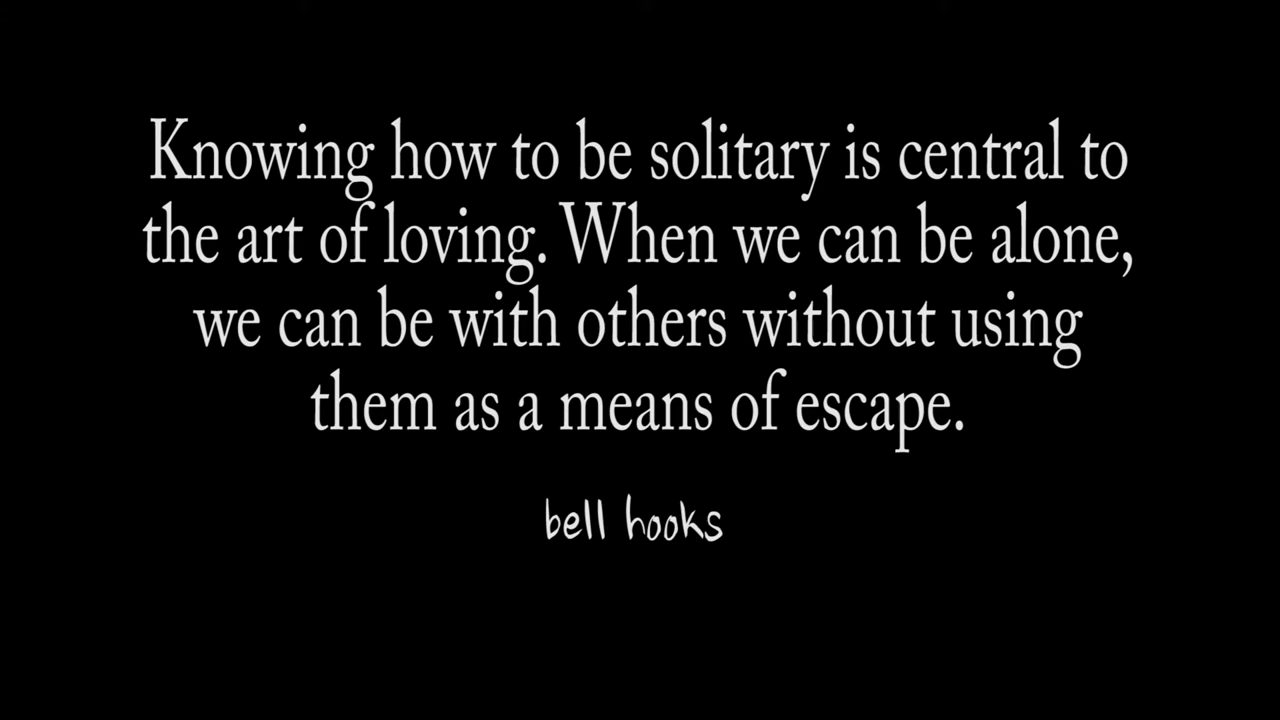 Knowing how to be solitary is central to
the art of loving. When we can be alone,
we can be with others without using
them as a means of escape.
bell hooks